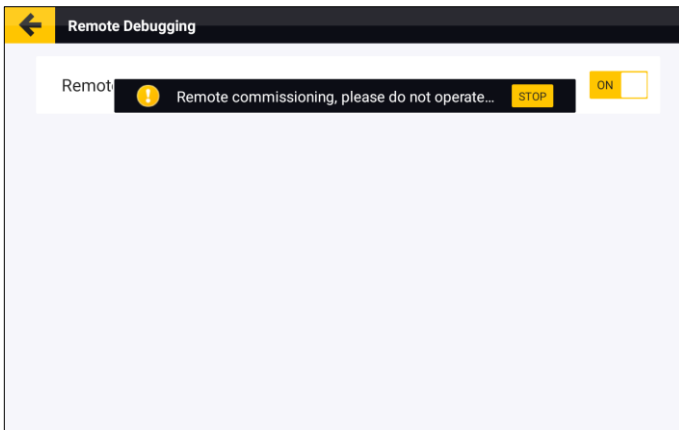 Remote Debugging
Remot
Remote commissioning, please do not operate...
STOP
ON